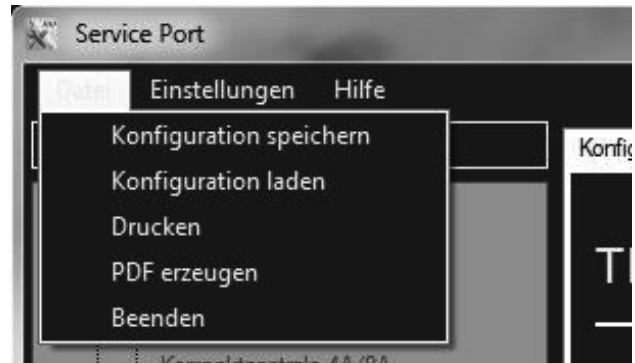 Service Port
Datei Einstellungen Hilfe
Konfiguration speichern
Konfiguration laden
Drucken
PDF erzeugen
Beenden